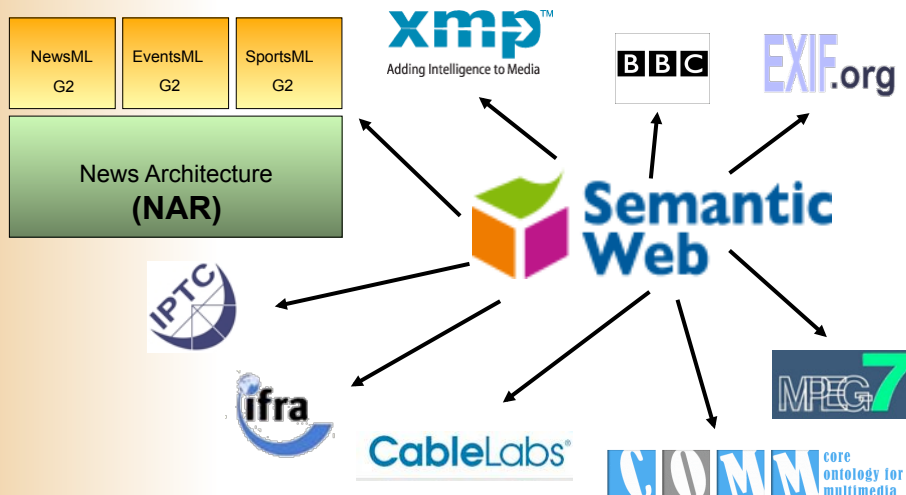 NewsML
G2
EventsML
G2
SportsML
G2
News Architecture
(NAR)
xmp™
Adding Intelligence to Media
BBC
EXIF.org
Semantic
Web
IPTC
ifra
CableLabs®
MPEG7
COMM
core
ontology for
multimedia